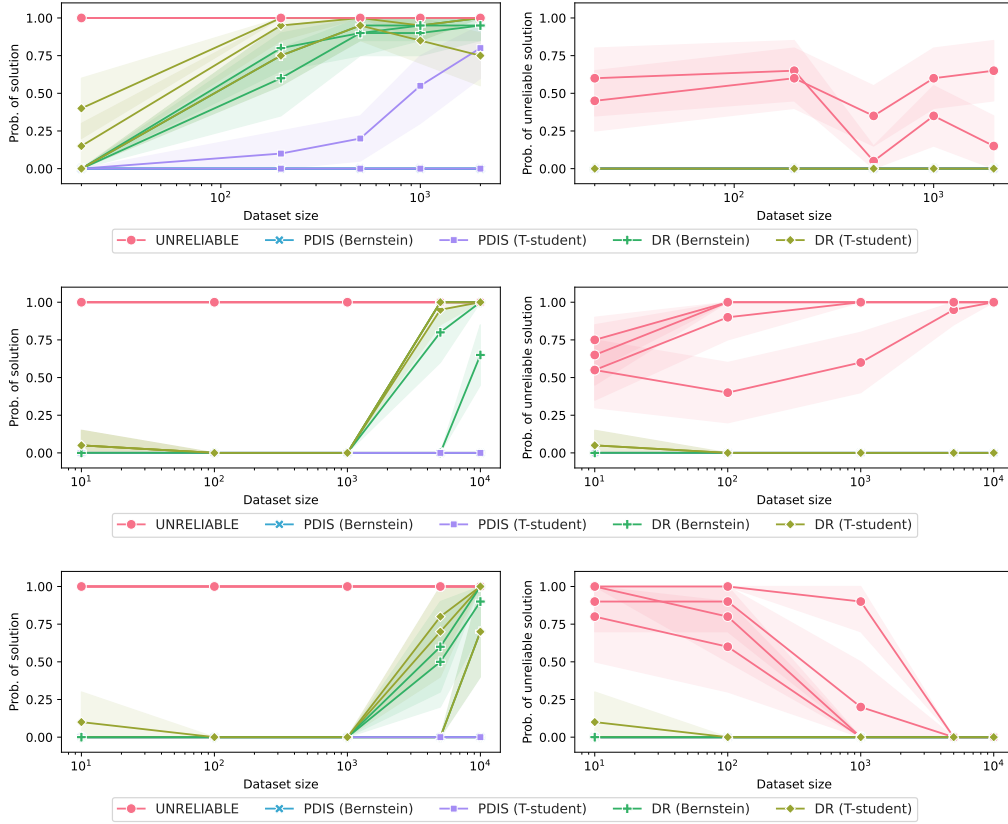 1.00
0.75
0.50
0.25
0.00
Prob. of solution
10² 10³
Dataset size
1.00
0.75
0.50
0.25
0.00
Prob. of unreliable solution
10² 10³
Dataset size
UNRELIABLE PDIS (Bernstein) PDIS (T-student) DR (Bernstein) DR (T-student)
1.00
0.75
0.50
0.25
0.00
Prob. of solution
10¹ 10² 10³ 10⁴
Dataset size
1.00
0.75
0.50
0.25
0.00
Prob. of unreliable solution
10¹ 10² 10³ 10⁴
Dataset size
UNRELIABLE PDIS (Bernstein) PDIS (T-student) DR (Bernstein) DR (T-student)
1.00
0.75
0.50
0.25
0.00
Prob. of solution
10¹ 10² 10³ 10⁴
Dataset size
1.00
0.75
0.50
0.25
0.00
Prob. of unreliable solution
10¹ 10² 10³ 10⁴
Dataset size
UNRELIABLE PDIS (Bernstein) PDIS (T-student) DR (Bernstein) DR (T-student)